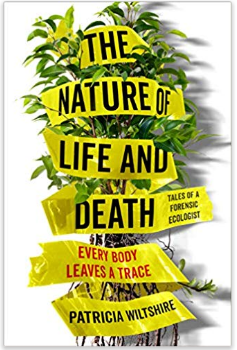 THE
NATURE OF
LIFE AND
DEATH
TALES OF A
FORENSIC
ECOLOGIST
EVERY BODY
LEAVES A TRACE
PATRICIA WILTSHIRE